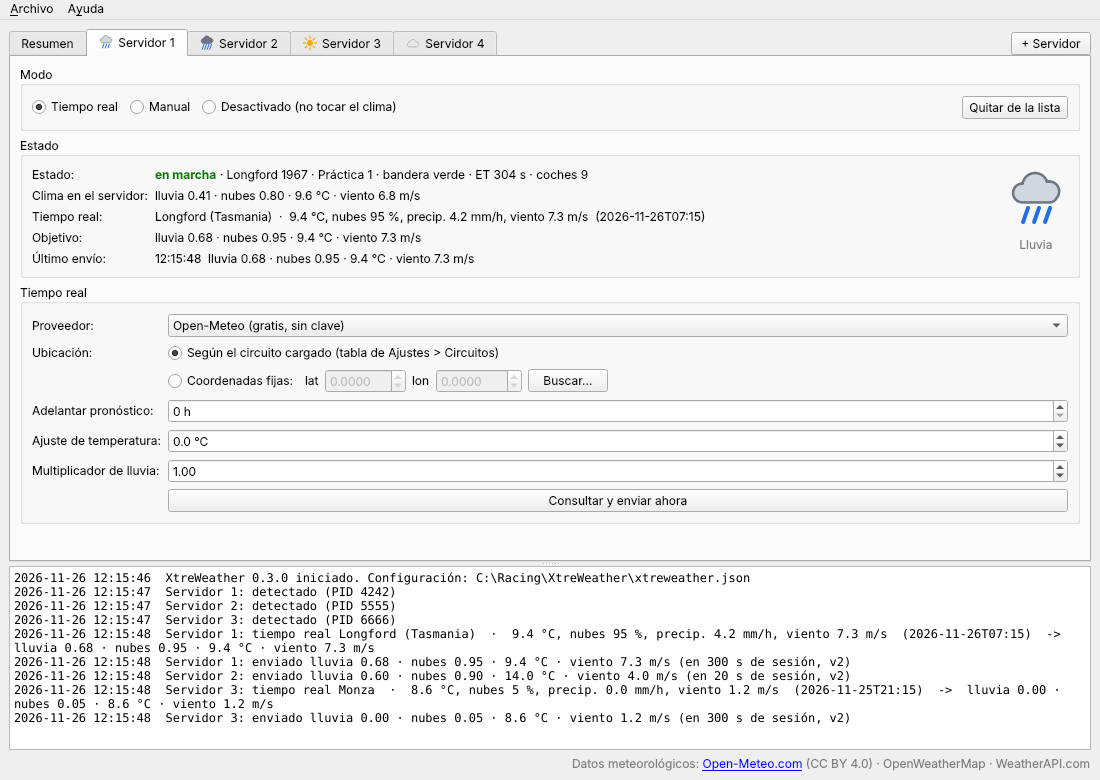 Archivo Ayuda
Resumen Servidor 1 Servidor 2 Servidor 3 Servidor 4 + Servidor
Modo
Tiempo real Manual Desactivado (no tocar el clima) Quitar de la lista
Estado
Estado: en marcha · Longford 1967 · Práctica 1 · bandera verde · ET 304 s · coches 9
Clima en el servidor: lluvia 0.41 · nubes 0.80 · 9.6 °C · viento 6.8 m/s
Tiempo real: Longford (Tasmania) · 9.4 °C, nubes 95 %, precip. 4.2 mm/h, viento 7.3 m/s (2026-11-26T07:15)
Objetivo: lluvia 0.68 · nubes 0.95 · 9.4 °C · viento 7.3 m/s
Lluvia
Último envío: 12:15:48 lluvia 0.68 · nubes 0.95 · 9.4 °C · viento 7.3 m/s
Tiempo real
Proveedor: Open-Meteo (gratis, sin clave)
Ubicación: Según el circuito cargado (tabla de Ajustes > Circuitos)
Coordenadas fijas: lat 0.0000 lon 0.0000 Buscar...
Adelantar pronóstico: 0 h
Ajuste de temperatura: 0.0 °C
Multiplicador de lluvia: 1.00
Consultar y enviar ahora
2026-11-26 12:15:46 XtreWeather 0.3.0 iniciado. Configuración: C:\Racing\XtreWeather\xtreweather.json
2026-11-26 12:15:47 Servidor 1: detectado (PID 4242)
2026-11-26 12:15:47 Servidor 2: detectado (PID 5555)
2026-11-26 12:15:47 Servidor 3: detectado (PID 6666)
2026-11-26 12:15:48 Servidor 1: tiempo real Longford (Tasmania) · 9.4 °C, nubes 95 %, precip. 4.2 mm/h, viento 7.3 m/s (2026-11-26T07:15) ->
lluvia 0.68 · nubes 0.95 · 9.4 °C · viento 7.3 m/s
2026-11-26 12:15:48 Servidor 1: enviado lluvia 0.68 · nubes 0.95 · 9.4 °C · viento 7.3 m/s (en 300 s de sesión, v2)
2026-11-26 12:15:48 Servidor 2: enviado lluvia 0.60 · nubes 0.90 · 14.0 °C · viento 4.0 m/s (en 20 s de sesión, v2)
2026-11-26 12:15:48 Servidor 3: tiempo real Monza · 8.6 °C, nubes 5 %, precip. 0.0 mm/h, viento 1.2 m/s (2026-11-25T21:15) -> lluvia 0.00 ·
nubes 0.05 · 8.6 °C · viento 1.2 m/s
2026-11-26 12:15:48 Servidor 3: enviado lluvia 0.00 · nubes 0.05 · 8.6 °C · viento 1.2 m/s (en 300 s de sesión, v2)
Datos meteorológicos: Open-Meteo.com (CC BY 4.0) · OpenWeatherMap · WeatherAPI.com